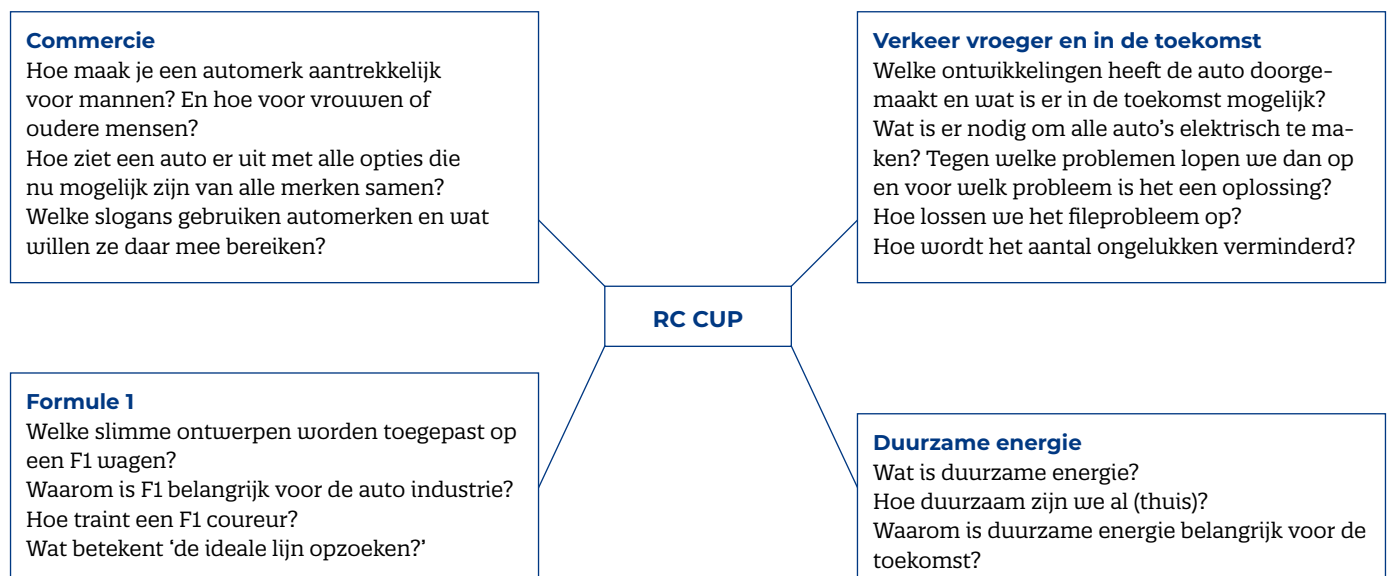 Commercie
Hoe maak je een automerk aantrekkelijk
voor mannen? En hoe voor vrouwen of
oudere mensen?
Hoe ziet een auto er uit met alle opties die
nu mogelijk zijn van alle merken samen?
Welke slogans gebruiken automerken en wat
willen ze daar mee bereiken?
Verkeer vroeger en in de toekomst
Welke ontwikkelingen heeft de auto doorge-
maakt en wat is er in de toekomst mogelijk?
Wat is er nodig om alle auto's elektrisch te ma-
ken? Tegen welke problemen lopen we dan op
en voor welk probleem is het een oplossing?
Hoe lossen we het fileprobleem op?
Hoe wordt het aantal ongelukken verminderd?
RC CUP
Formule 1
Welke slimme ontwerpen worden toegepast op
een F1 wagen?
Waarom is F1 belangrijk voor de auto industrie?
Hoe traint een F1 coureur?
Wat betekent ‘de ideale lijn opzoeken?’
Duurzame energie
Wat is duurzame energie?
Hoe duurzaam zijn we al (thuis)?
Waarom is duurzame energie belangrijk voor de
toekomst?